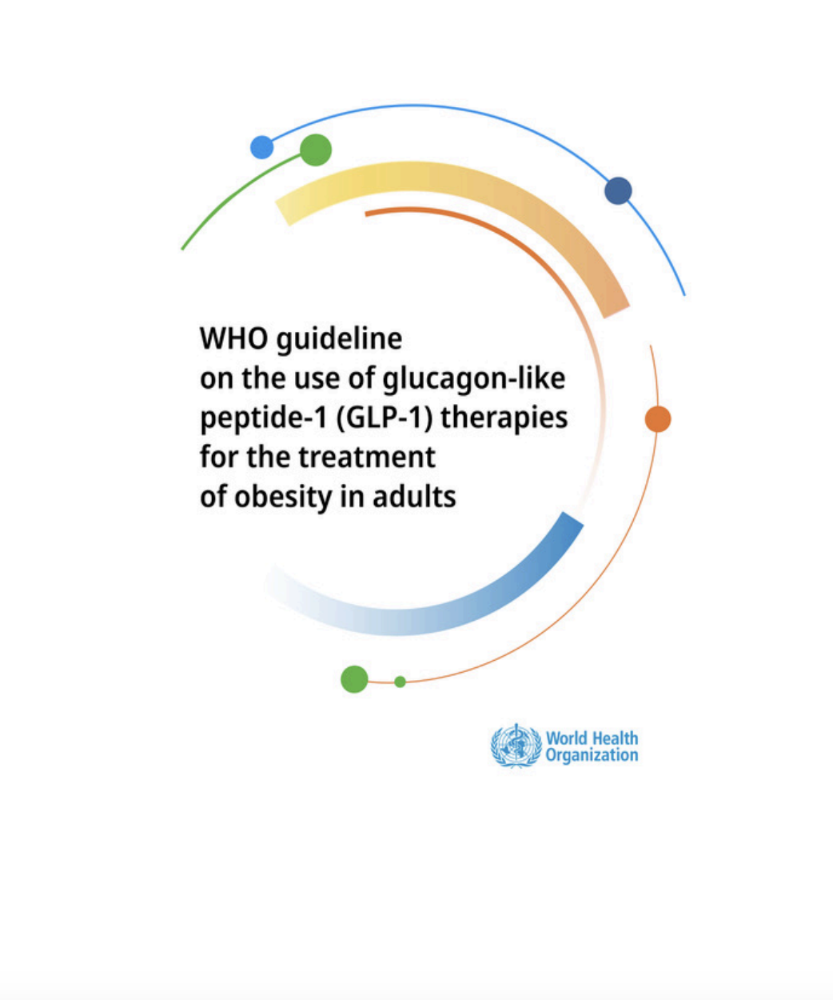 WHO guideline
on the use of glucagon-like
peptide-1 (GLP-1) therapies
for the treatment
of obesity in adults
World Health
Organization